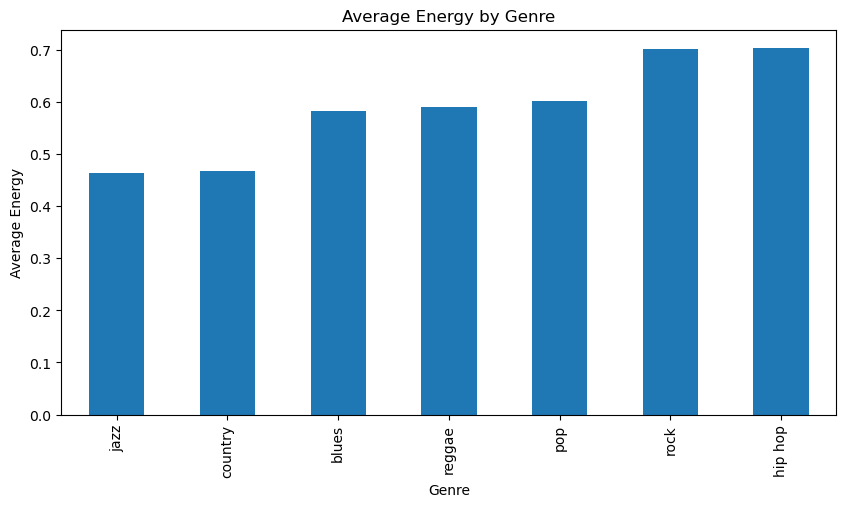 Average Energy by Genre
Average Energy
0.7
0.6
0.5
0.4
0.3
0.2
0.1
0.0
jazz
country
blues
reggae
pop
rock
hip hop
Genre